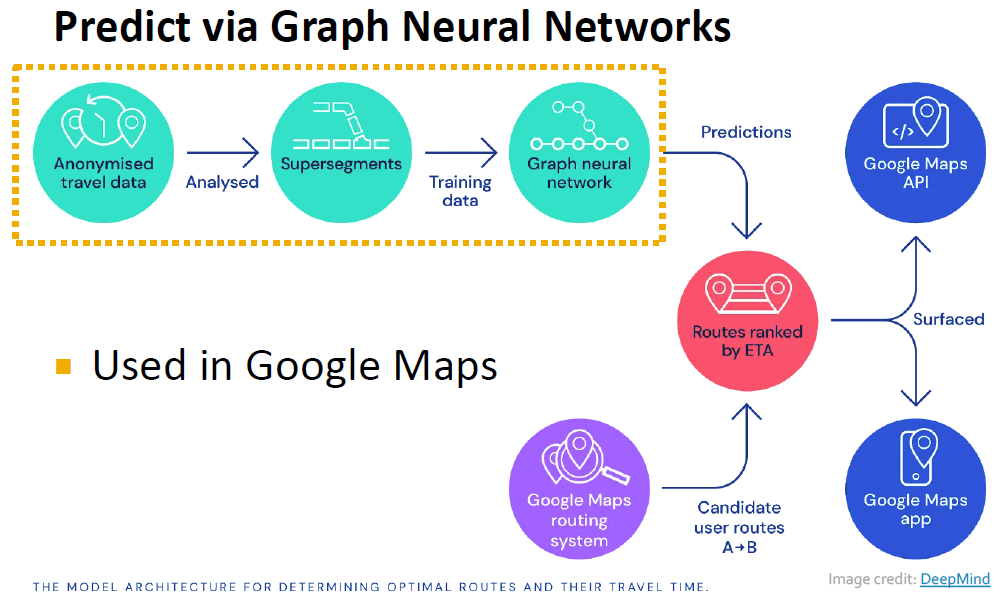 Predict via Graph Neural Networks
Anonymised
travel data
Analysed
Supersegments
Training
data
Graph neural
network
Predictions
Google Maps
API
Routes ranked
by ETA
Surfaced
Used in Google Maps
Google Maps
routing
system
Candidate
user routes
A→B
Google Maps
app
</>
THE MODEL ARCHITECTURE FOR DETERMINING OPTIMAL ROUTES AND THEIR TRAVEL TIME.
Image credit: DeepMind